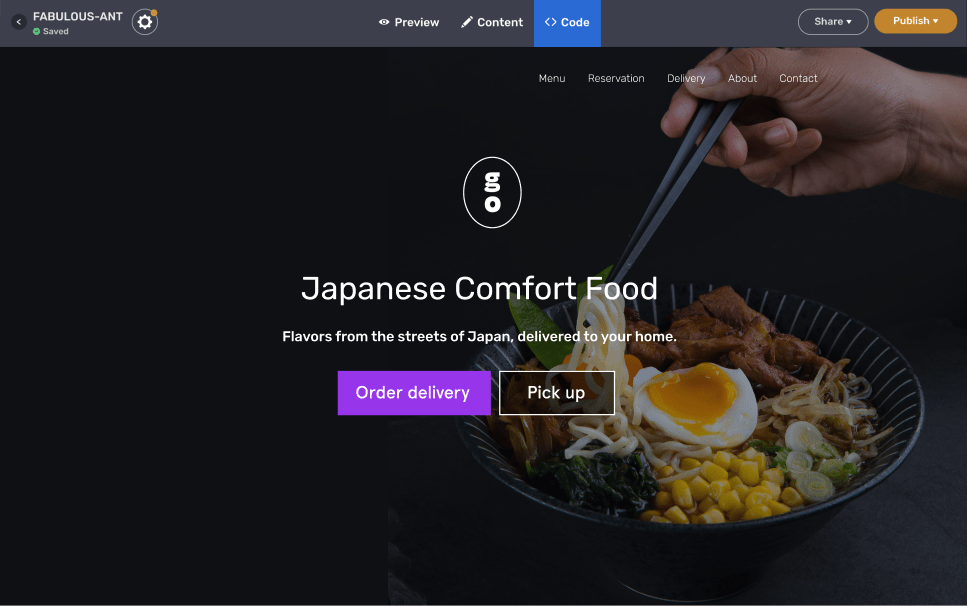 FABULOUS-ANT
Saved
Preview
Content
Code
Share
Publish
Menu Reservation Delivery About Contact
g
o
Japanese Comfort Food
Flavors from the streets of Japan, delivered to your home.
Order delivery
Pick up